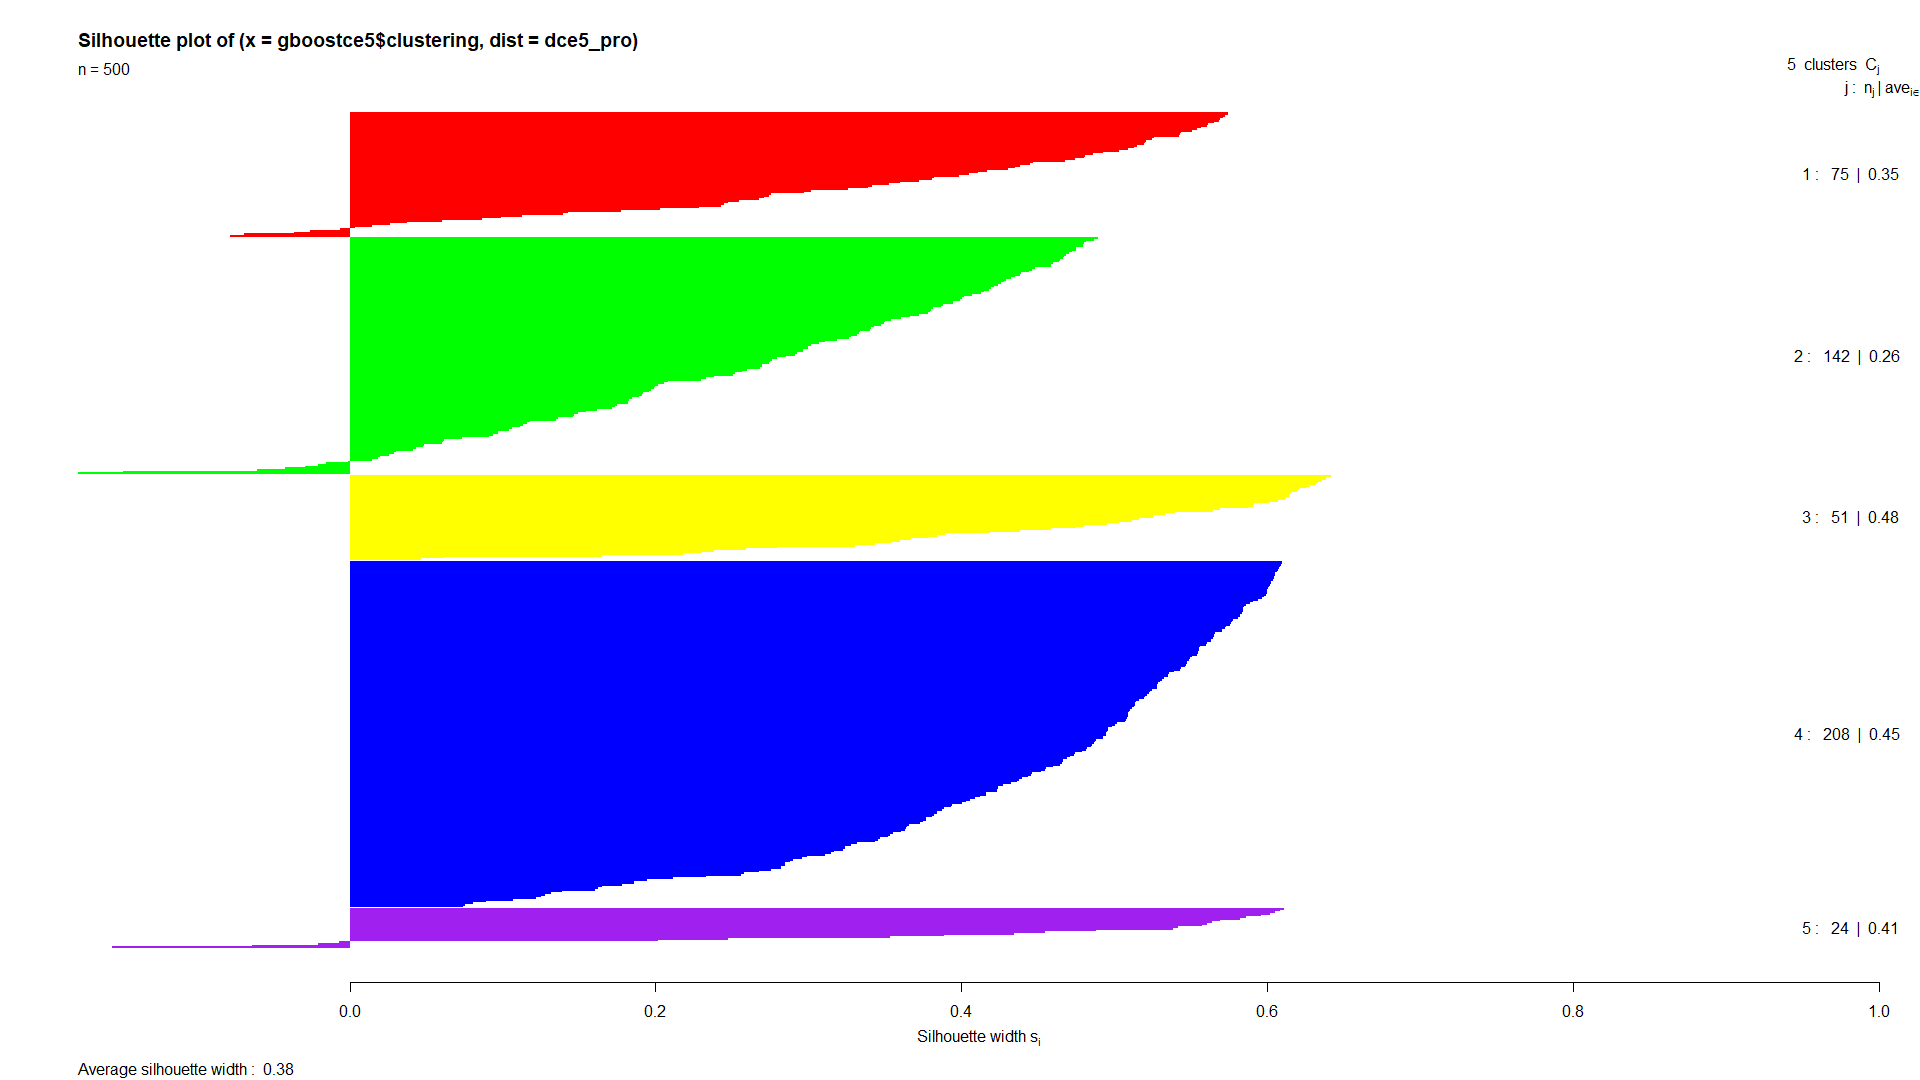 Silhouette plot of (x = gboostce5$clustering, dist = dce5_pro)
n = 500
5 clusters Cj
j : nj | avei∈
1 : 75 | 0.35
2 : 142 | 0.26
3 : 51 | 0.48
4 : 208 | 0.45
5 : 24 | 0.41
0.0 0.2 0.4 0.6 0.8 1.0
Silhouette width si
Average silhouette width : 0.38